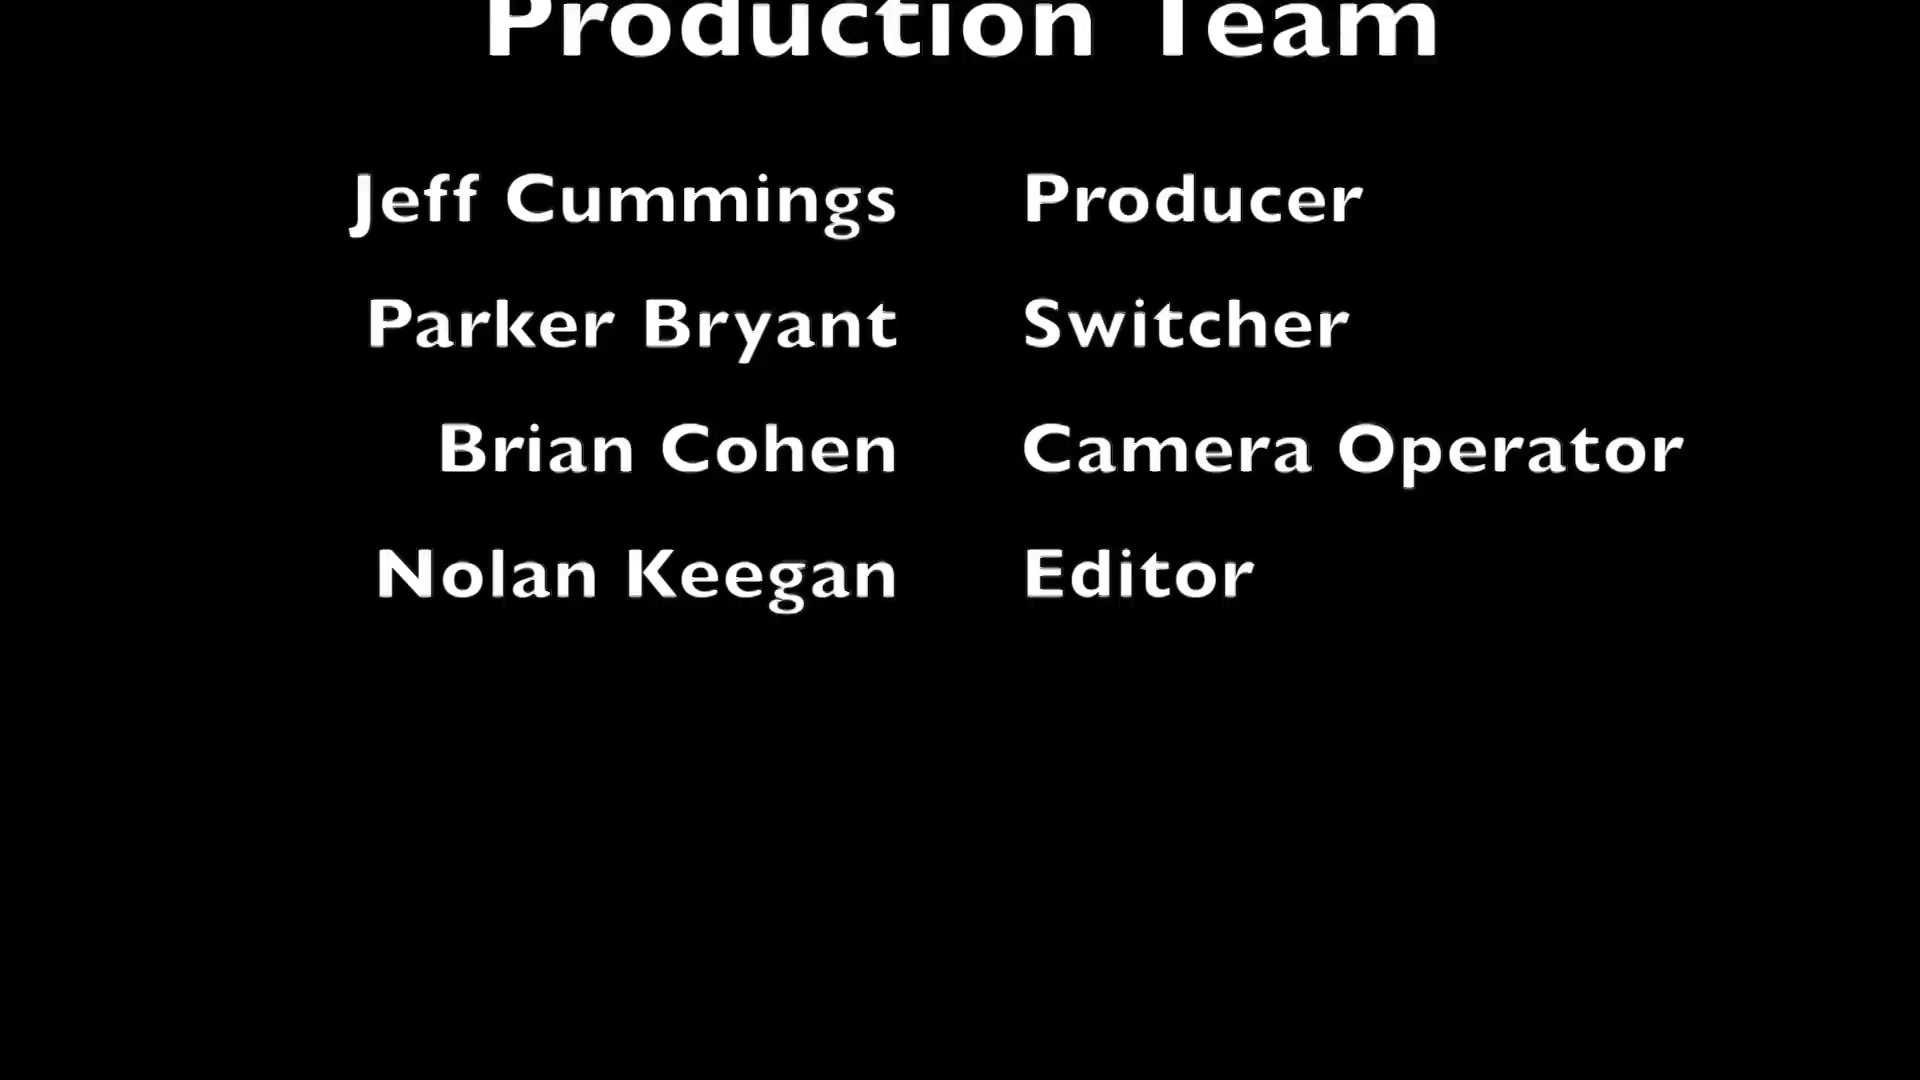 Production Team
Jeff Cummings Producer
Parker Bryant Switcher
Brian Cohen Camera Operator
Nolan Keegan Editor